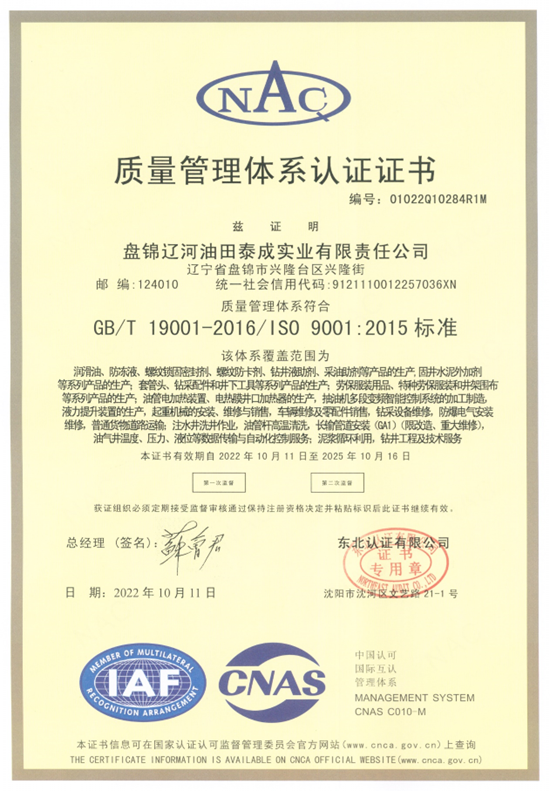 NAC
质量管理体系认证证书
编号：01022Q10284R1M
兹 证 明
盘锦辽河油田泰成实业有限责任公司
辽宁省盘锦市兴隆台区兴隆街
邮 编:124010 统一社会信用代码:9121110012257036XN
质量管理体系符合
GB/T 19001-2016/ISO 9001:2015 标准
该体系覆盖范围为
润滑油、防冻液、螺纹锁固密封剂、螺纹防卡剂、钻井液助剂、采油助剂等产品的生产, 固井水泥外加剂
等系列产品的生产；套管头、钻采配件和井下工具等系列产品的生产；劳保服装用品、特种劳保服装和井架围布
等系列产品的生产；油管电加热装置、电热膜井口加热器的生产，抽油机多段变频智能控制系统的加工制造，
液力提升装置的生产，起重机械的安装、维修与销售，车辆维修及零配件销售，钻采设备维修，防爆电气安装
维修，普通货物道路运输，注水井洗井作业，油管杆高温清洗，长输管道安装（GA1）（限改造、重大维修），
油气井温度、压力、液位等数据传输与自动化控制服务；泥浆循环利用，钻井工程及技术服务
本证书有效期自 2022 年 10 月 11 日至 2025 年 10 月 16 日
第一次监督 第二次监督
获证组织必须定期接受监督审核通过保持注册资格决定并粘贴标识后此证书继续有效。
总经理（签名）: 东北认证有限公司
证书
专用章
NORTHEAST AUDIT CO.,LTD
日 期：2022 年 10 月 11 日 沈阳市沈河区文艺路 21-1 号
MEMBER OF MULTILATERAL
IAF
RECOGNITION ARRANGEMENT
CNAS
中国认可
国际互认
管理体系
MANAGEMENT SYSTEM
CNAS C010-M
本证书信息可在国家认证认可监督管理委员会官方网站(www.cnca.gov.cn)上查询
THE CERTIFICATE INFORMATION IS AVAILABLE ON CNCA OFFICIAL WEBSITE(www.cnca.gov.cn)